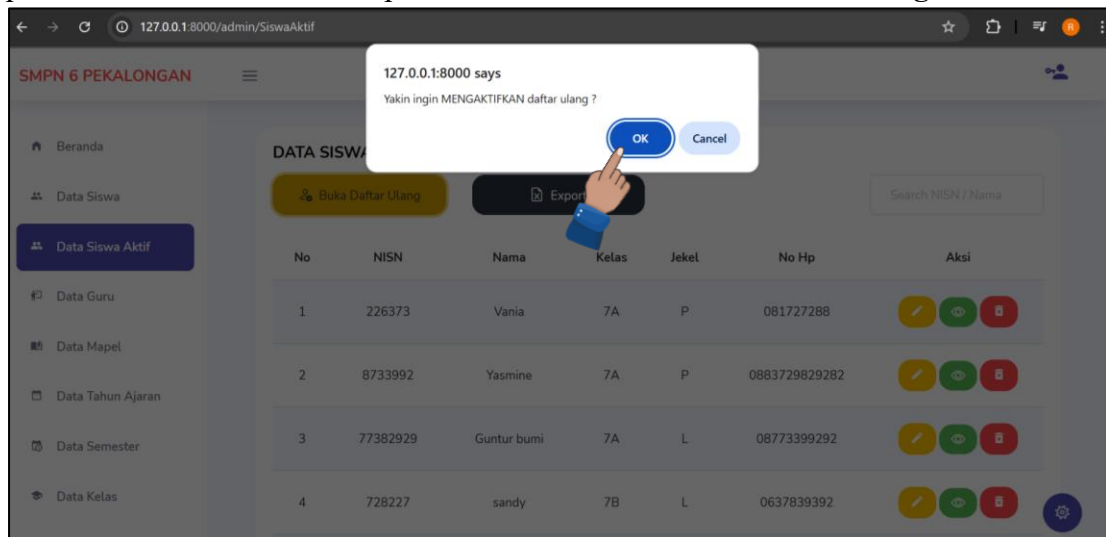 127.0.0.1:8000/admin/SiswaAktif
R
SMPN 6 PEKALONGAN
127.0.0.1:8000 says
Yakin ingin MENGAKTIFKAN daftar ulang ?
OK Cancel
Beranda
Data Siswa
Data Siswa Aktif
Data Guru
Data Mapel
Data Tahun Ajaran
Data Semester
Data Kelas
DATA SISWA
Buka Daftar Ulang
Export
Search NISN / Nama
No NISN Nama Kelas Jekel No Hp Aksi
1 226373 Vania 7A P 081727288
2 8733992 Yasmine 7A P 0883729829282
3 77382929 Guntur bumi 7A L 08773399292
4 728227 sandy 7B L 0637839392